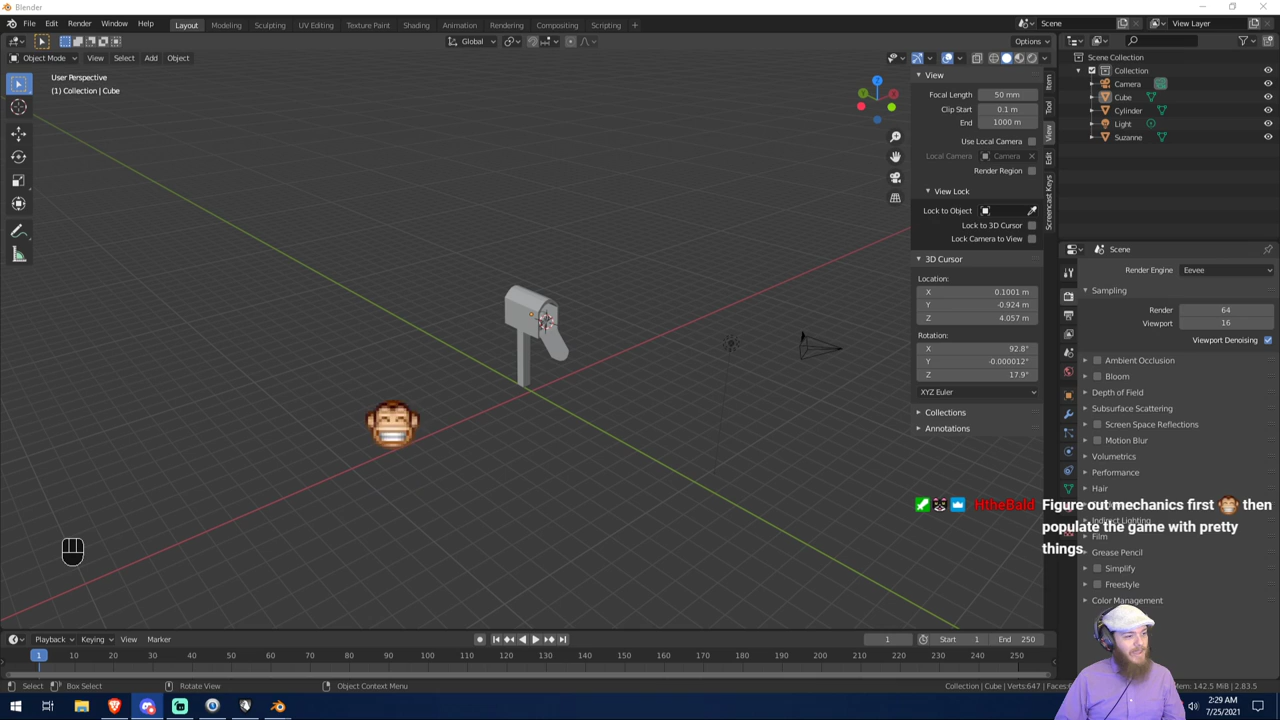 Blender
File Edit Render Window Help
Layout Modeling Sculpting UV Editing Texture Paint Shading Animation Rendering Compositing Scripting +
Scene
View Layer
Global
Options
Object Mode View Select Add Object
User Perspective
(1) Collection | Cube
View
Focal Length 50 mm
Clip Start 0.1 m
End 1000 m
Use Local Camera
Local Camera Camera
Render Region
View Lock
Lock to Object
Lock to 3D Cursor
Lock Camera to View
3D Cursor
Location:
X 0.1001 m
Y -0.924 m
Z 4.057 m
Rotation:
X 92.8°
Y -0.000012°
Z 17.9°
XYZ Euler
Collections
Annotations
Item
Tool
View
Edit
Screencast Keys
Scene Collection
Collection
Camera
Cube
Cylinder
Light
Suzanne
Scene
Render Engine Eevee
Sampling
Render 64
Viewport 16
Viewport Denoising
Ambient Occlusion
Bloom
Depth of Field
Subsurface Scattering
Screen Space Reflections
Motion Blur
Volumetrics
Performance
Hair
Indirect Lighting
Film
Grease Pencil
Simplify
Freestyle
Color Management
HtheBald Figure out mechanics first then
populate the game with pretty
things.
Playback Keying View Marker
1 Start 1 End 250
1 10 20 30 40 50 60 70 80 90 100 110 120 130 140 150 160 170 180 190 200 210 220 230 240 250
Select Box Select Rotate View Object Context Menu
Collection | Cube | Verts:647 | Faces:
Mem: 142.5 MiB | 2.83.5
2:29 AM
7/25/2021